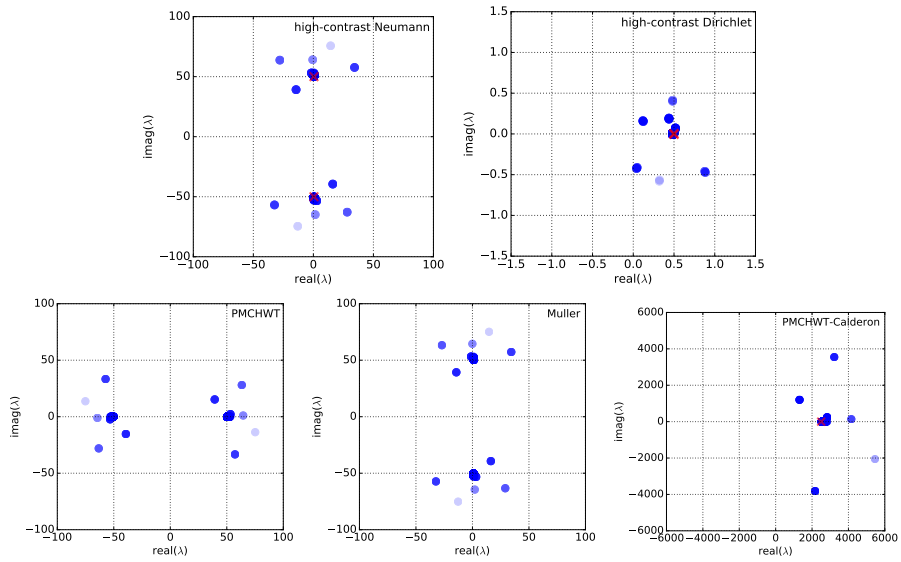 high-contrast Neumann
100
50
0
−50
−100
imag(λ)
−100 −50 0 50 100
real(λ)
high-contrast Dirichlet
1.5
1.0
0.5
0.0
−0.5
−1.0
−1.5
imag(λ)
−1.5 −1.0 −0.5 0.0 0.5 1.0 1.5
real(λ)
PMCHWT
100
50
0
−50
−100
imag(λ)
−100 −50 0 50 100
real(λ)
Muller
100
50
0
−50
−100
imag(λ)
−100 −50 0 50 100
real(λ)
PMCHWT-Calderon
6000
4000
2000
0
−2000
−4000
−6000
imag(λ)
−6000 −4000 −2000 0 2000 4000 6000
real(λ)